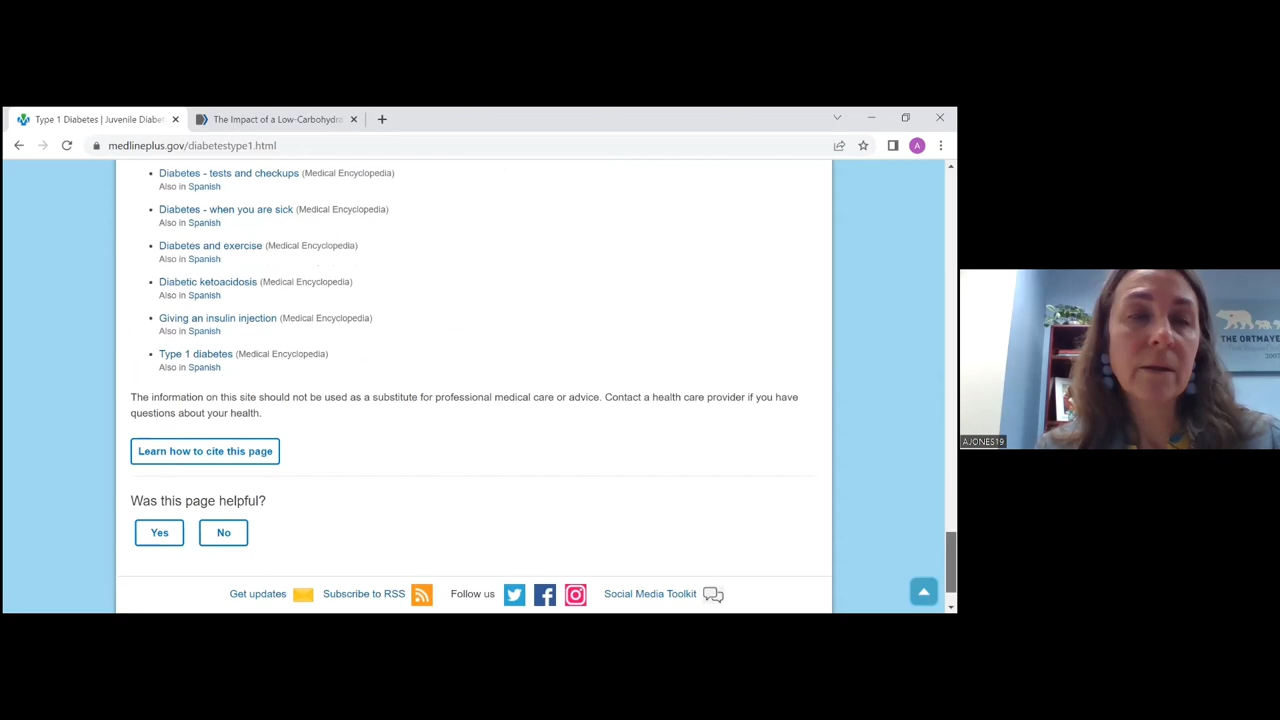 Type 1 Diabetes | Juvenile Diabet
The Impact of a Low-Carbohydra
medlineplus.gov/diabetestype1.html
A
Diabetes - tests and checkups (Medical Encyclopedia)
Also in Spanish
Diabetes - when you are sick (Medical Encyclopedia)
Also in Spanish
Diabetes and exercise (Medical Encyclopedia)
Also in Spanish
Diabetic ketoacidosis (Medical Encyclopedia)
Also in Spanish
Giving an insulin injection (Medical Encyclopedia)
Also in Spanish
Type 1 diabetes (Medical Encyclopedia)
Also in Spanish
The information on this site should not be used as a substitute for professional medical care or advice. Contact a health care provider if you have
questions about your health.
Learn how to cite this page
Was this page helpful?
Yes No
Get updates Subscribe to RSS Follow us Social Media Toolkit
THE ORTMAYE
2007
AJONES19